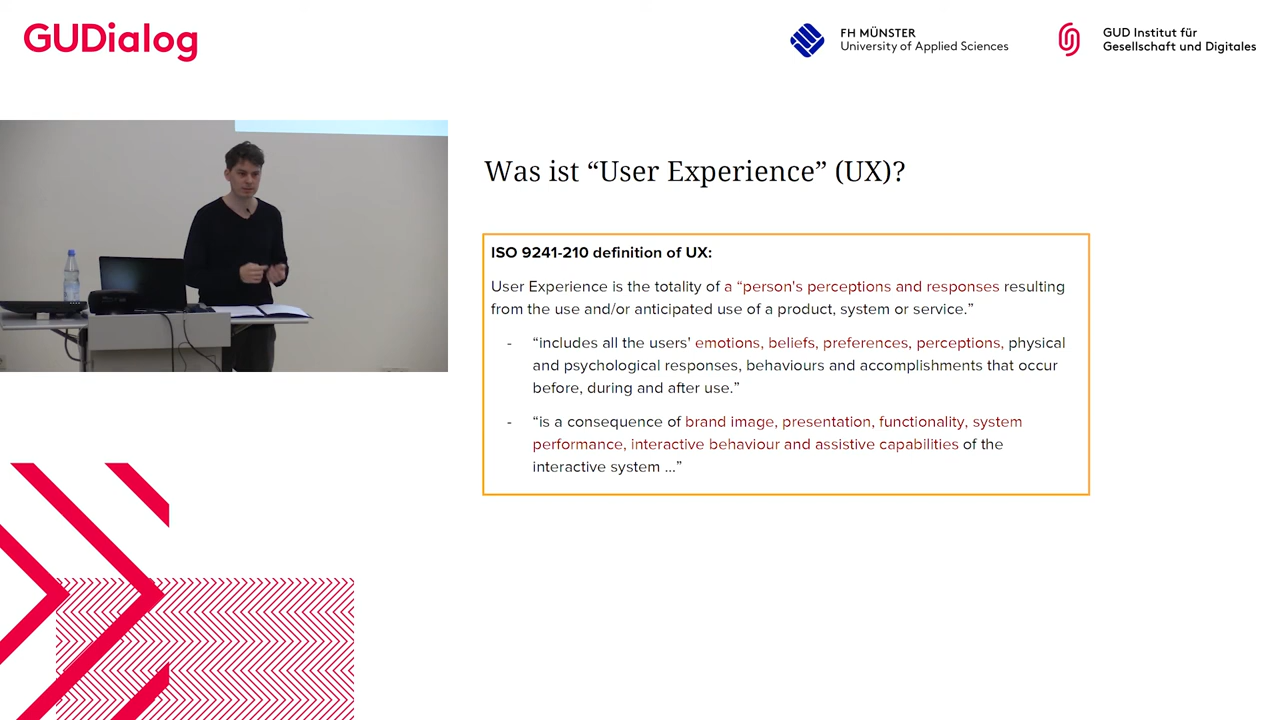 GUDialog
FH MÜNSTER
University of Applied Sciences
GUD Institut für
Gesellschaft und Digitales
Was ist “User Experience” (UX)?
ISO 9241-210 definition of UX:
User Experience is the totality of a “person's perceptions and responses resulting
from the use and/or anticipated use of a product, system or service.”
- “includes all the users' emotions, beliefs, preferences, perceptions, physical
and psychological responses, behaviours and accomplishments that occur
before, during and after use.”
- “is a consequence of brand image, presentation, functionality, system
performance, interactive behaviour and assistive capabilities of the
interactive system ...”